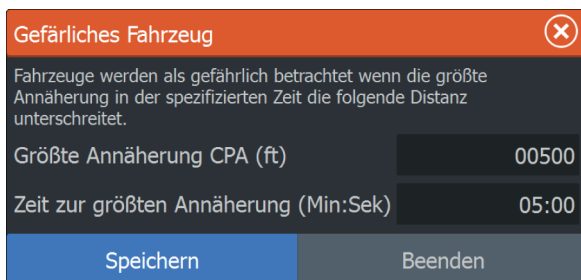 Gefärliches Fahrzeug
Fahrzeuge werden als gefährlich betrachtet wenn die größte
Annäherung in der spezifizierten Zeit die folgende Distanz
unterschreitet.
Größte Annäherung CPA (ft) 00500
Zeit zur größten Annäherung (Min:Sek) 05:00
Speichern Beenden